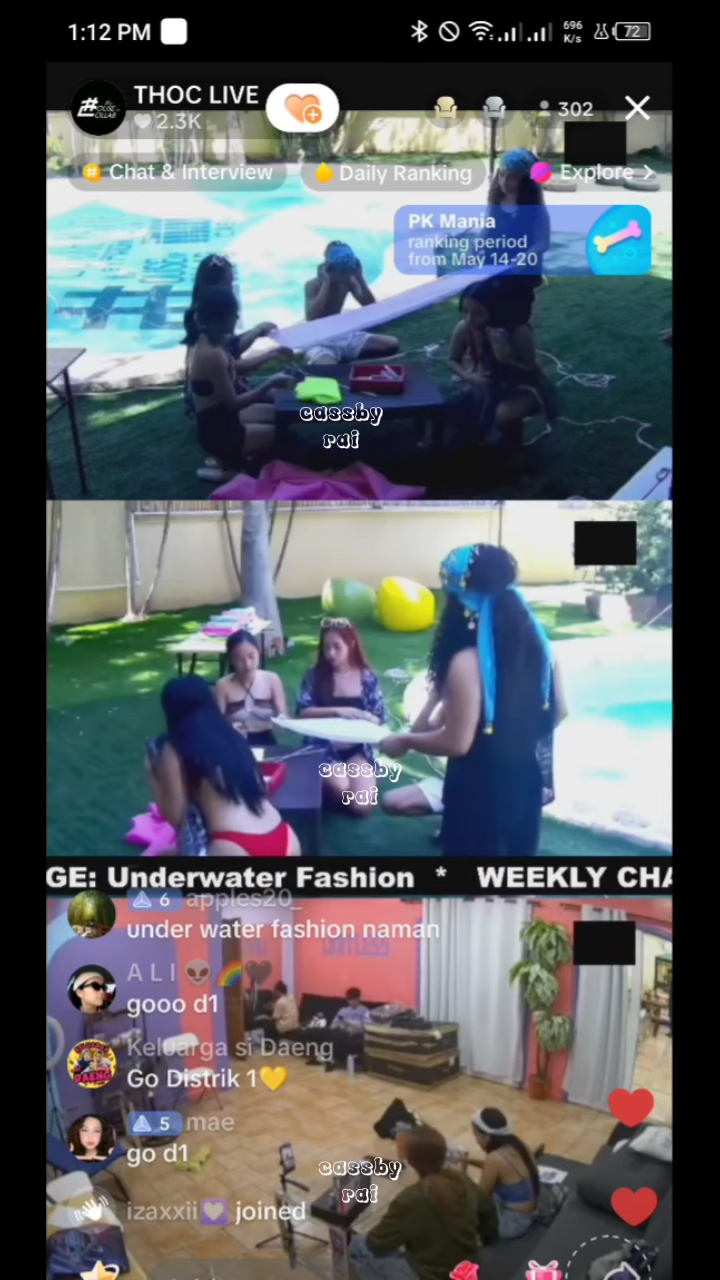 1:12 PM
696
K/s
72
THOC LIVE
2.3K
302
# Chat & Interview
Daily Ranking
Explore >
PK Mania
ranking period
from May 14-20
cassby
rai
cassby
rai
GE: Underwater Fashion * WEEKLY CHA
6 apples20_
under water fashion naman
A L I
gooo d1
Keluarga si Daeng
Go Distrik 1💛
5 mae
go d1
cassby
rai
izaxxii joined